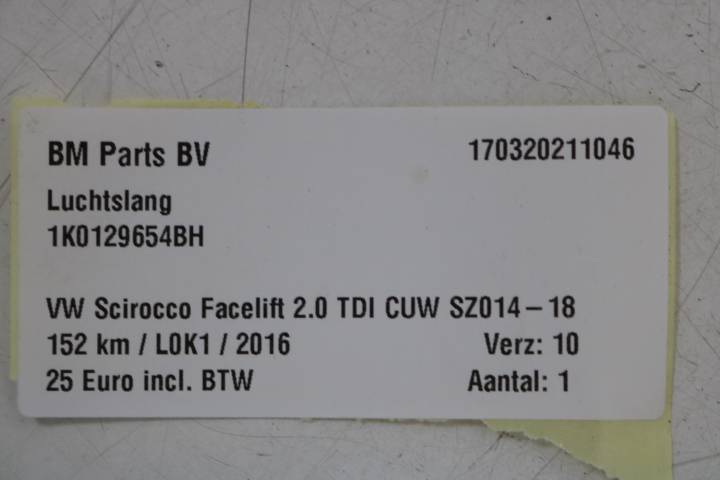 BM Parts BV 170320211046
Luchtslang
1K0129654BH
VW Scirocco Facelift 2.0 TDI CUW SZ014-18
152 km / L0K1 / 2016 Verz: 10
25 Euro incl. BTW Aantal: 1